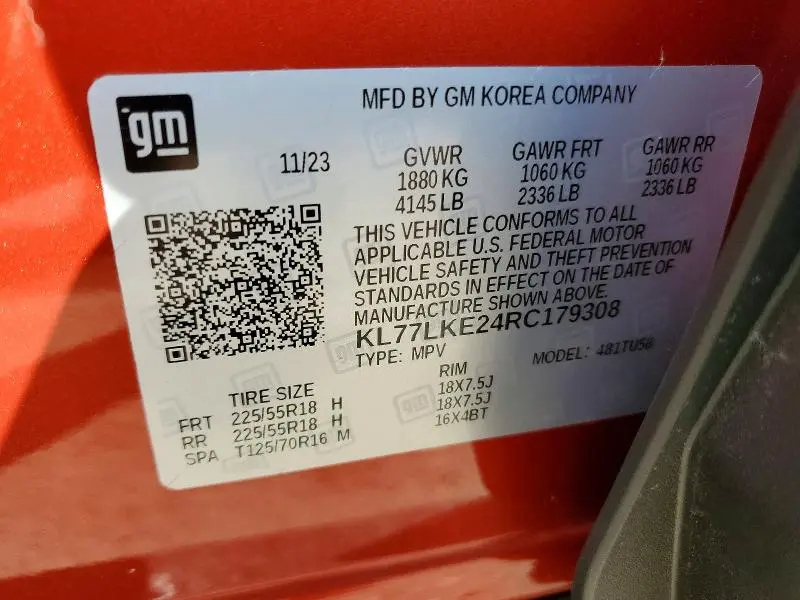 gm
MFD BY GM KOREA COMPANY
11/23
GVWR
1880 KG
4145 LB
GAWR FRT
1060 KG
2336 LB
GAWR RR
1060 KG
2336 LB
THIS VEHICLE CONFORMS TO ALL
APPLICABLE U.S. FEDERAL MOTOR
VEHICLE SAFETY AND THEFT PREVENTION
STANDARDS IN EFFECT ON THE DATE OF
MANUFACTURE SHOWN ABOVE.
KL77LKE24RC179308
TYPE: MPV
MODEL: 481TU58
TIRE SIZE RIM
FRT 225/55R18 H 18X7.5J
RR 225/55R18 H 18X7.5J
SPA T125/70R16 M 16X4BT